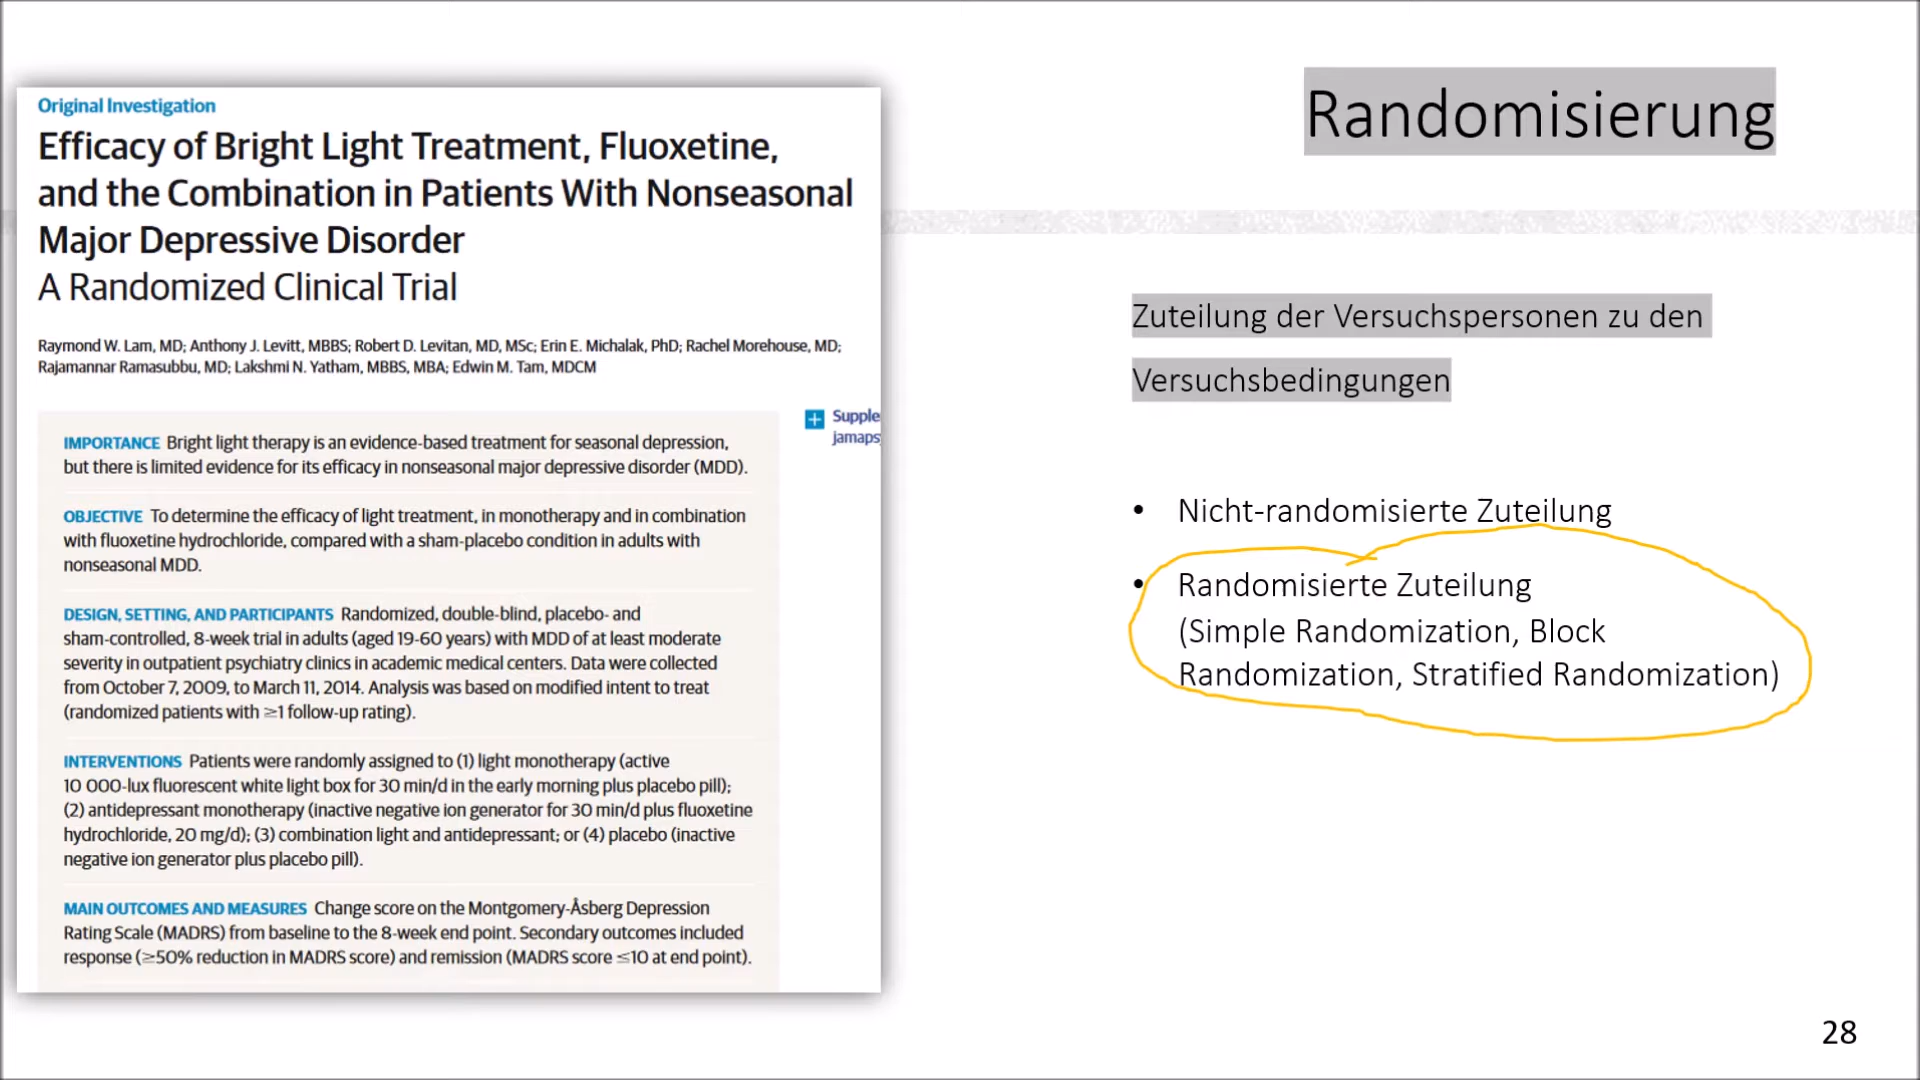 Original Investigation
Efficacy of Bright Light Treatment, Fluoxetine,
and the Combination in Patients With Nonseasonal
Major Depressive Disorder
A Randomized Clinical Trial
Raymond W. Lam, MD; Anthony J. Levitt, MBBS; Robert D. Levitan, MD, MSc; Erin E. Michalak, PhD; Rachel Morehouse, MD;
Rajamannar Ramasubbu, MD; Lakshmi N. Yatham, MBBS, MBA; Edwin M. Tam, MDCM
Supple
jamaps
IMPORTANCE Bright light therapy is an evidence-based treatment for seasonal depression,
but there is limited evidence for its efficacy in nonseasonal major depressive disorder (MDD).
OBJECTIVE To determine the efficacy of light treatment, in monotherapy and in combination
with fluoxetine hydrochloride, compared with a sham-placebo condition in adults with
nonseasonal MDD.
DESIGN, SETTING, AND PARTICIPANTS Randomized, double-blind, placebo- and
sham-controlled, 8-week trial in adults (aged 19-60 years) with MDD of at least moderate
severity in outpatient psychiatry clinics in academic medical centers. Data were collected
from October 7, 2009, to March 11, 2014. Analysis was based on modified intent to treat
(randomized patients with ≥1 follow-up rating).
INTERVENTIONS Patients were randomly assigned to (1) light monotherapy (active
10 000-lux fluorescent white light box for 30 min/d in the early morning plus placebo pill);
(2) antidepressant monotherapy (inactive negative ion generator for 30 min/d plus fluoxetine
hydrochloride, 20 mg/d); (3) combination light and antidepressant; or (4) placebo (inactive
negative ion generator plus placebo pill).
MAIN OUTCOMES AND MEASURES Change score on the Montgomery-Åsberg Depression
Rating Scale (MADRS) from baseline to the 8-week end point. Secondary outcomes included
response (≥50% reduction in MADRS score) and remission (MADRS score ≤10 at end point).
Randomisierung
Zuteilung der Versuchspersonen zu den
Versuchsbedingungen
• Nicht-randomisierte Zuteilung
• Randomisierte Zuteilung
(Simple Randomization, Block
Randomization, Stratified Randomization)
28